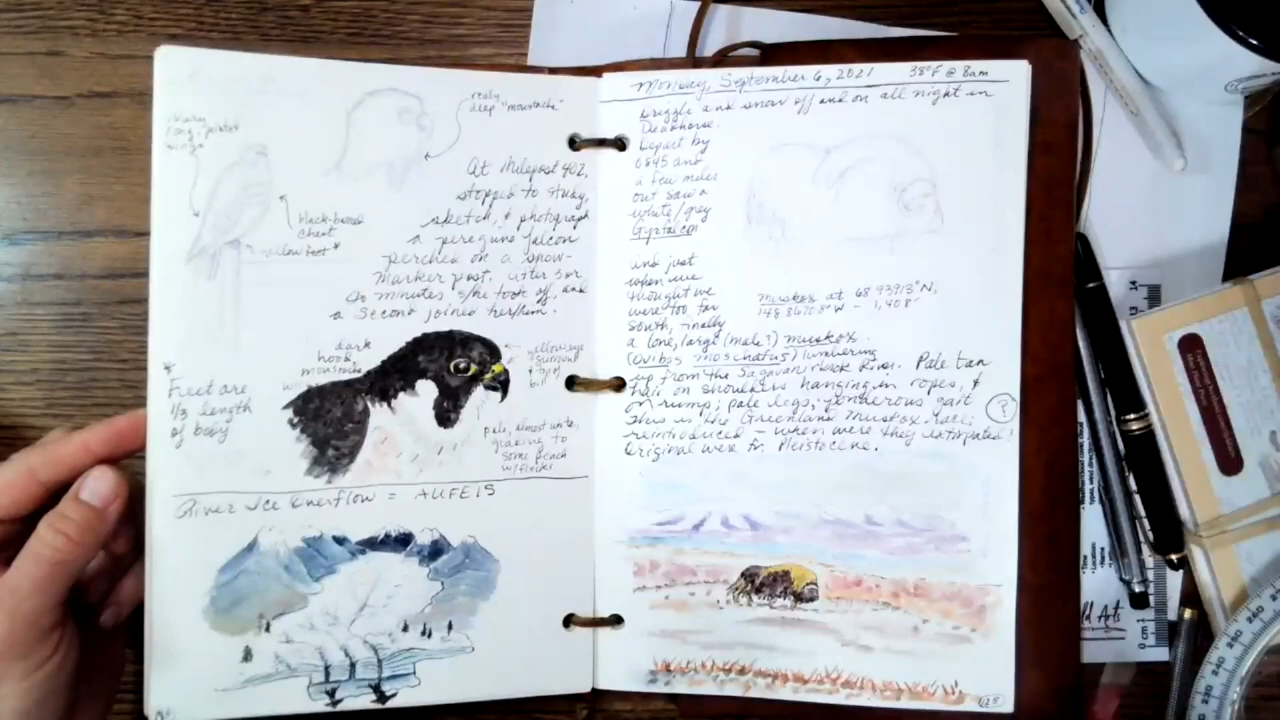 really
deep "moustache"
long, pointed
wings
At Milepost 402,
stopped to study,
sketch, & photograph
a peregrine falcon
perched on a snow-
marker post. After 5 or
10 minutes s/he took off, and
a second joined her/him.
black-barred
chest
yellow feet *
dark
hook
moustache
yellow eye
surround
& top of
bill
* Feet are
1/3 length
of body
pale, almost white,
grading to
some peach
w/flecks
River Ice Overflow = AUFEIS
Monday, September 6, 2021 38°F @ 8am
Drizzle and snow off and on all night in
Deadhorse.
Depart by
0845 and
a few miles
out saw a
white/grey
Gyrfalcon
and just
when we
thought we
were too far
south, finally
a lone, large (male?) muskox
(Ovibos moschatus) lumbering
up from the Sagavanirktok River. Pale tan
hair on shoulders hanging in ropes, &
on rump; pale legs, ponderous gait
This is the Greenland Muskox race;
reintroduced - when were they extirpated?
Original were fr. Pleistocene.
?
muskox at 68.93913°N,
148.86708°W - 1,408'
125